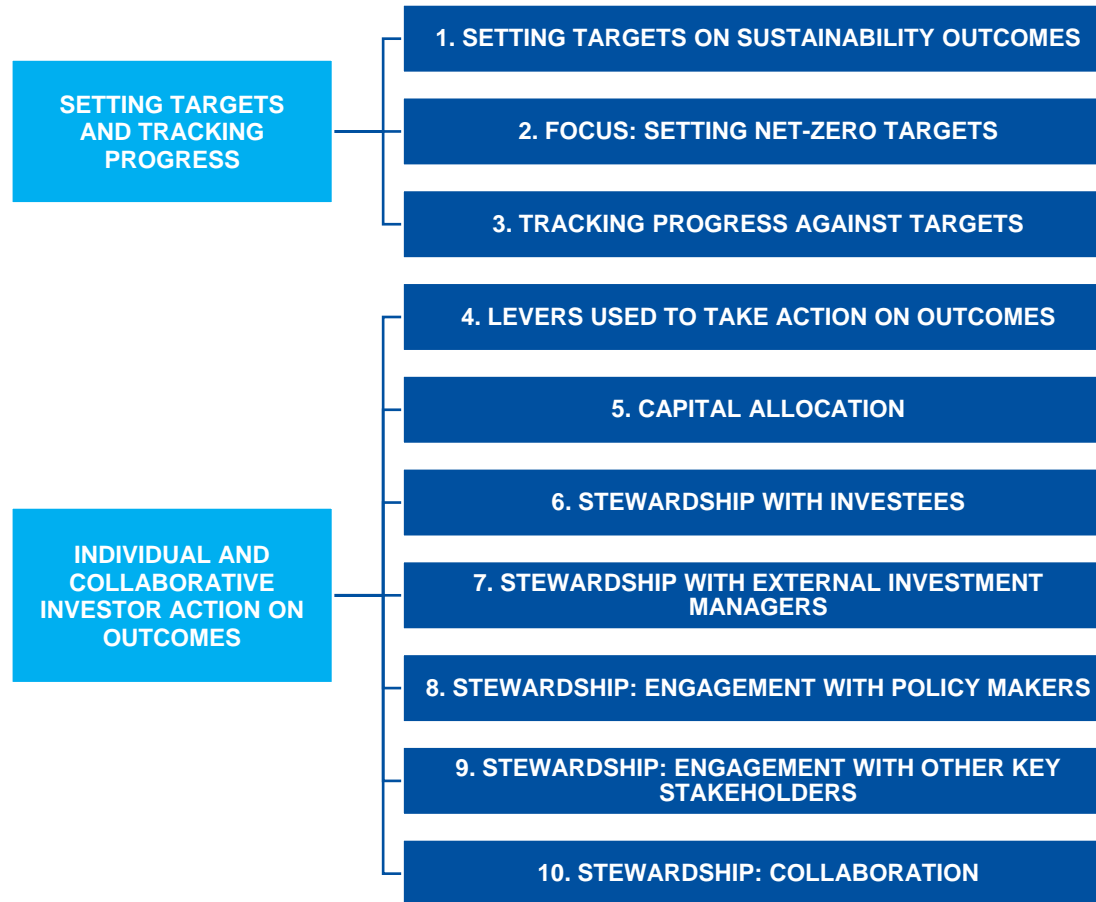 SETTING TARGETS
AND TRACKING
PROGRESS
1. SETTING TARGETS ON SUSTAINABILITY OUTCOMES
2. FOCUS: SETTING NET-ZERO TARGETS
3. TRACKING PROGRESS AGAINST TARGETS
INDIVIDUAL AND
COLLABORATIVE
INVESTOR ACTION ON
OUTCOMES
4. LEVERS USED TO TAKE ACTION ON OUTCOMES
5. CAPITAL ALLOCATION
6. STEWARDSHIP WITH INVESTEES
7. STEWARDSHIP WITH EXTERNAL INVESTMENT
MANAGERS
8. STEWARDSHIP: ENGAGEMENT WITH POLICY MAKERS
9. STEWARDSHIP: ENGAGEMENT WITH OTHER KEY
STAKEHOLDERS
10. STEWARDSHIP: COLLABORATION